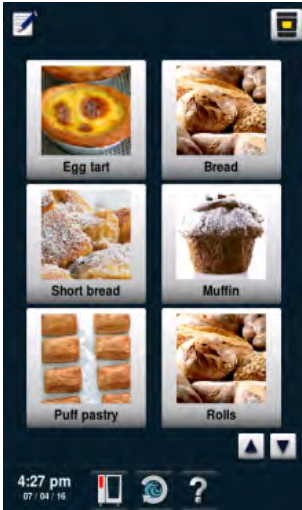 Egg tart
Bread
Short bread
Muffin
Puff pastry
Rolls
4:27 pm
07 / 04 / 16
?